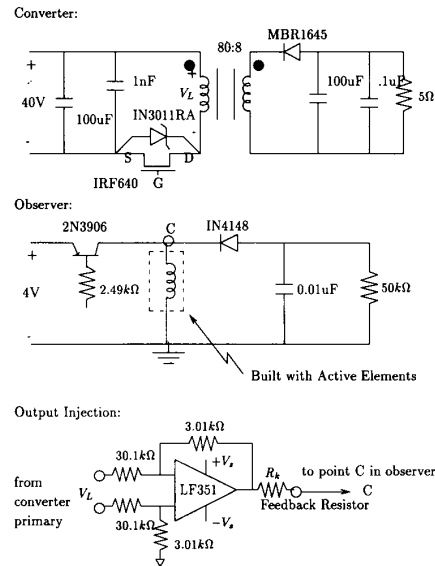 Converter:
80:8
MBR1645
+
40V
-
100uF
1nF
IN3011RA
S
D
G
IRF640
+
V_L
100uF
.1uF
5Ω
Observer:
2N3906
C
IN4148
+
4V
-
2.49kΩ
0.01uF
50kΩ
Built with Active Elements
Output Injection:
3.01kΩ
30.1kΩ
+V_s
from
converter
primary
V_L
LF351
R_k
to point C in observer
C
Feedback Resistor
-V_s
30.1kΩ
3.01kΩ